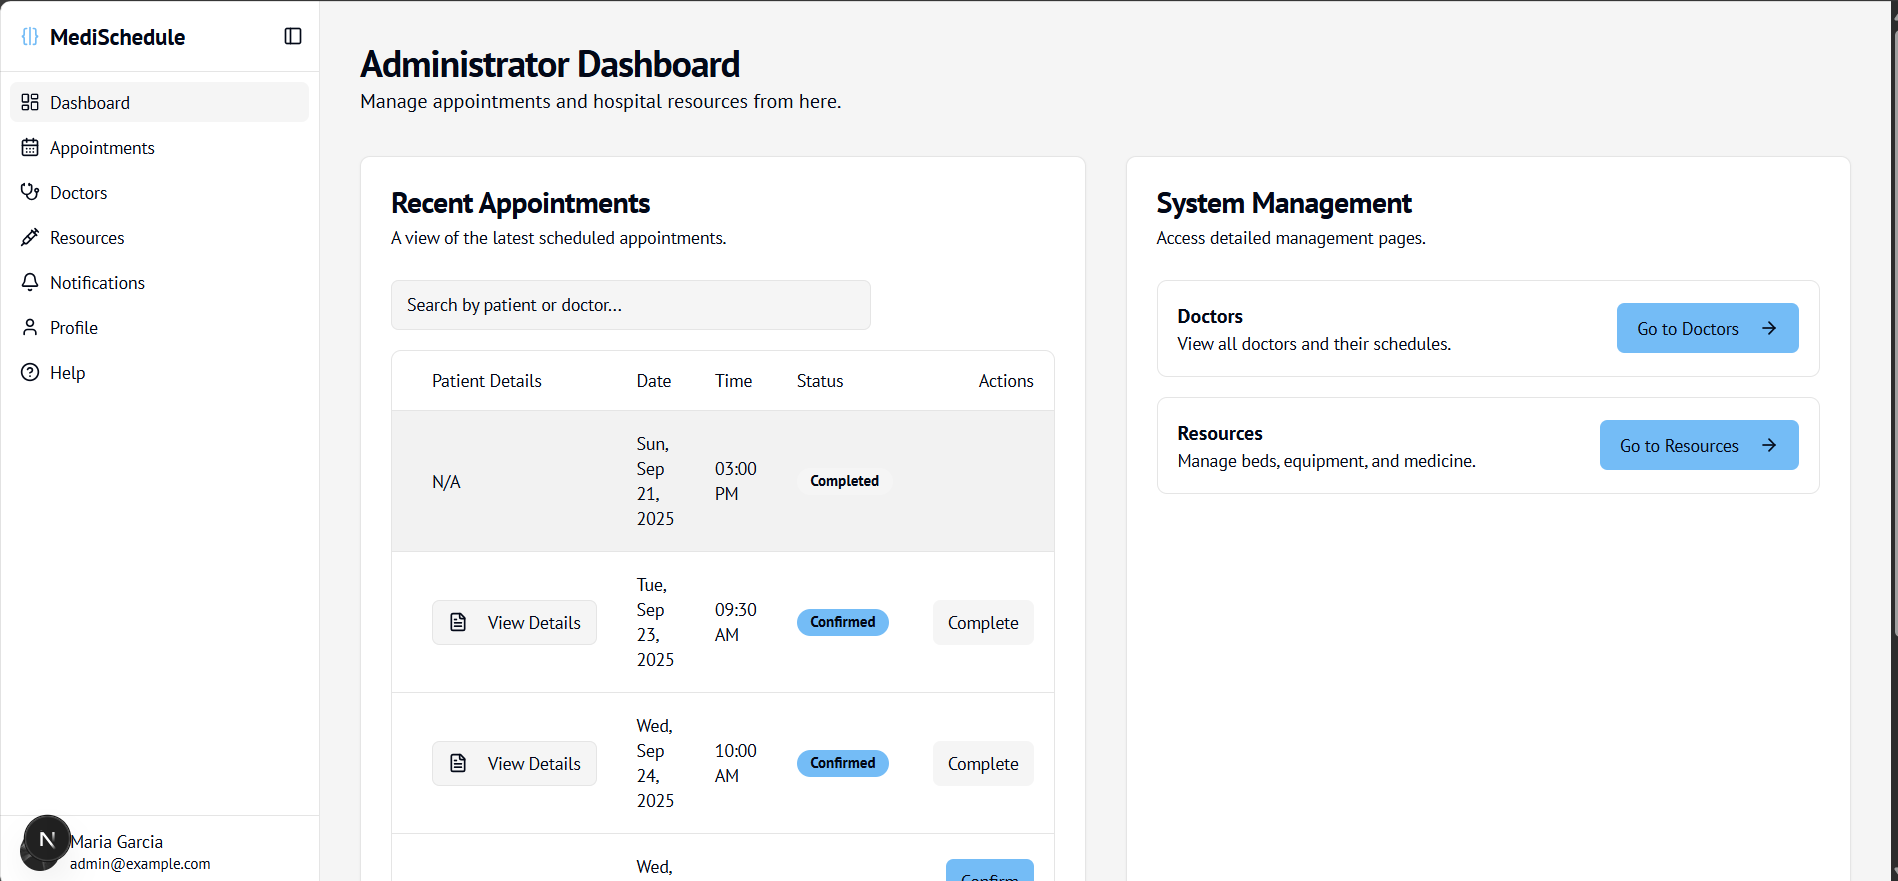 MediSchedule
Dashboard
Appointments
Doctors
Resources
Notifications
Profile
Help
N
Maria Garcia
admin@example.com
Administrator Dashboard
Manage appointments and hospital resources from here.
Recent Appointments
A view of the latest scheduled appointments.
Search by patient or doctor...
Patient Details Date Time Status Actions
N/A
Sun,
Sep
21,
2025
03:00
PM
Completed
View Details
Tue,
Sep
23,
2025
09:30
AM
Confirmed
Complete
View Details
Wed,
Sep
24,
2025
10:00
AM
Confirmed
Complete
Wed,
Confirm
System Management
Access detailed management pages.
Doctors
View all doctors and their schedules.
Go to Doctors
Resources
Manage beds, equipment, and medicine.
Go to Resources